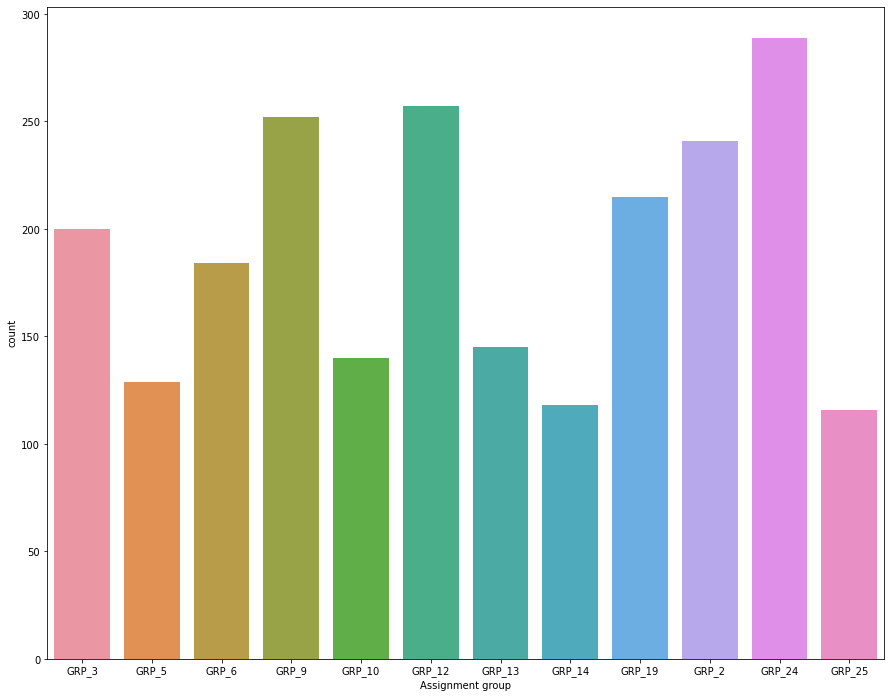 300
250
200
150
100
50
0
count
GRP_3 GRP_5 GRP_6 GRP_9 GRP_10 GRP_12 GRP_13 GRP_14 GRP_19 GRP_2 GRP_24 GRP_25
Assignment group